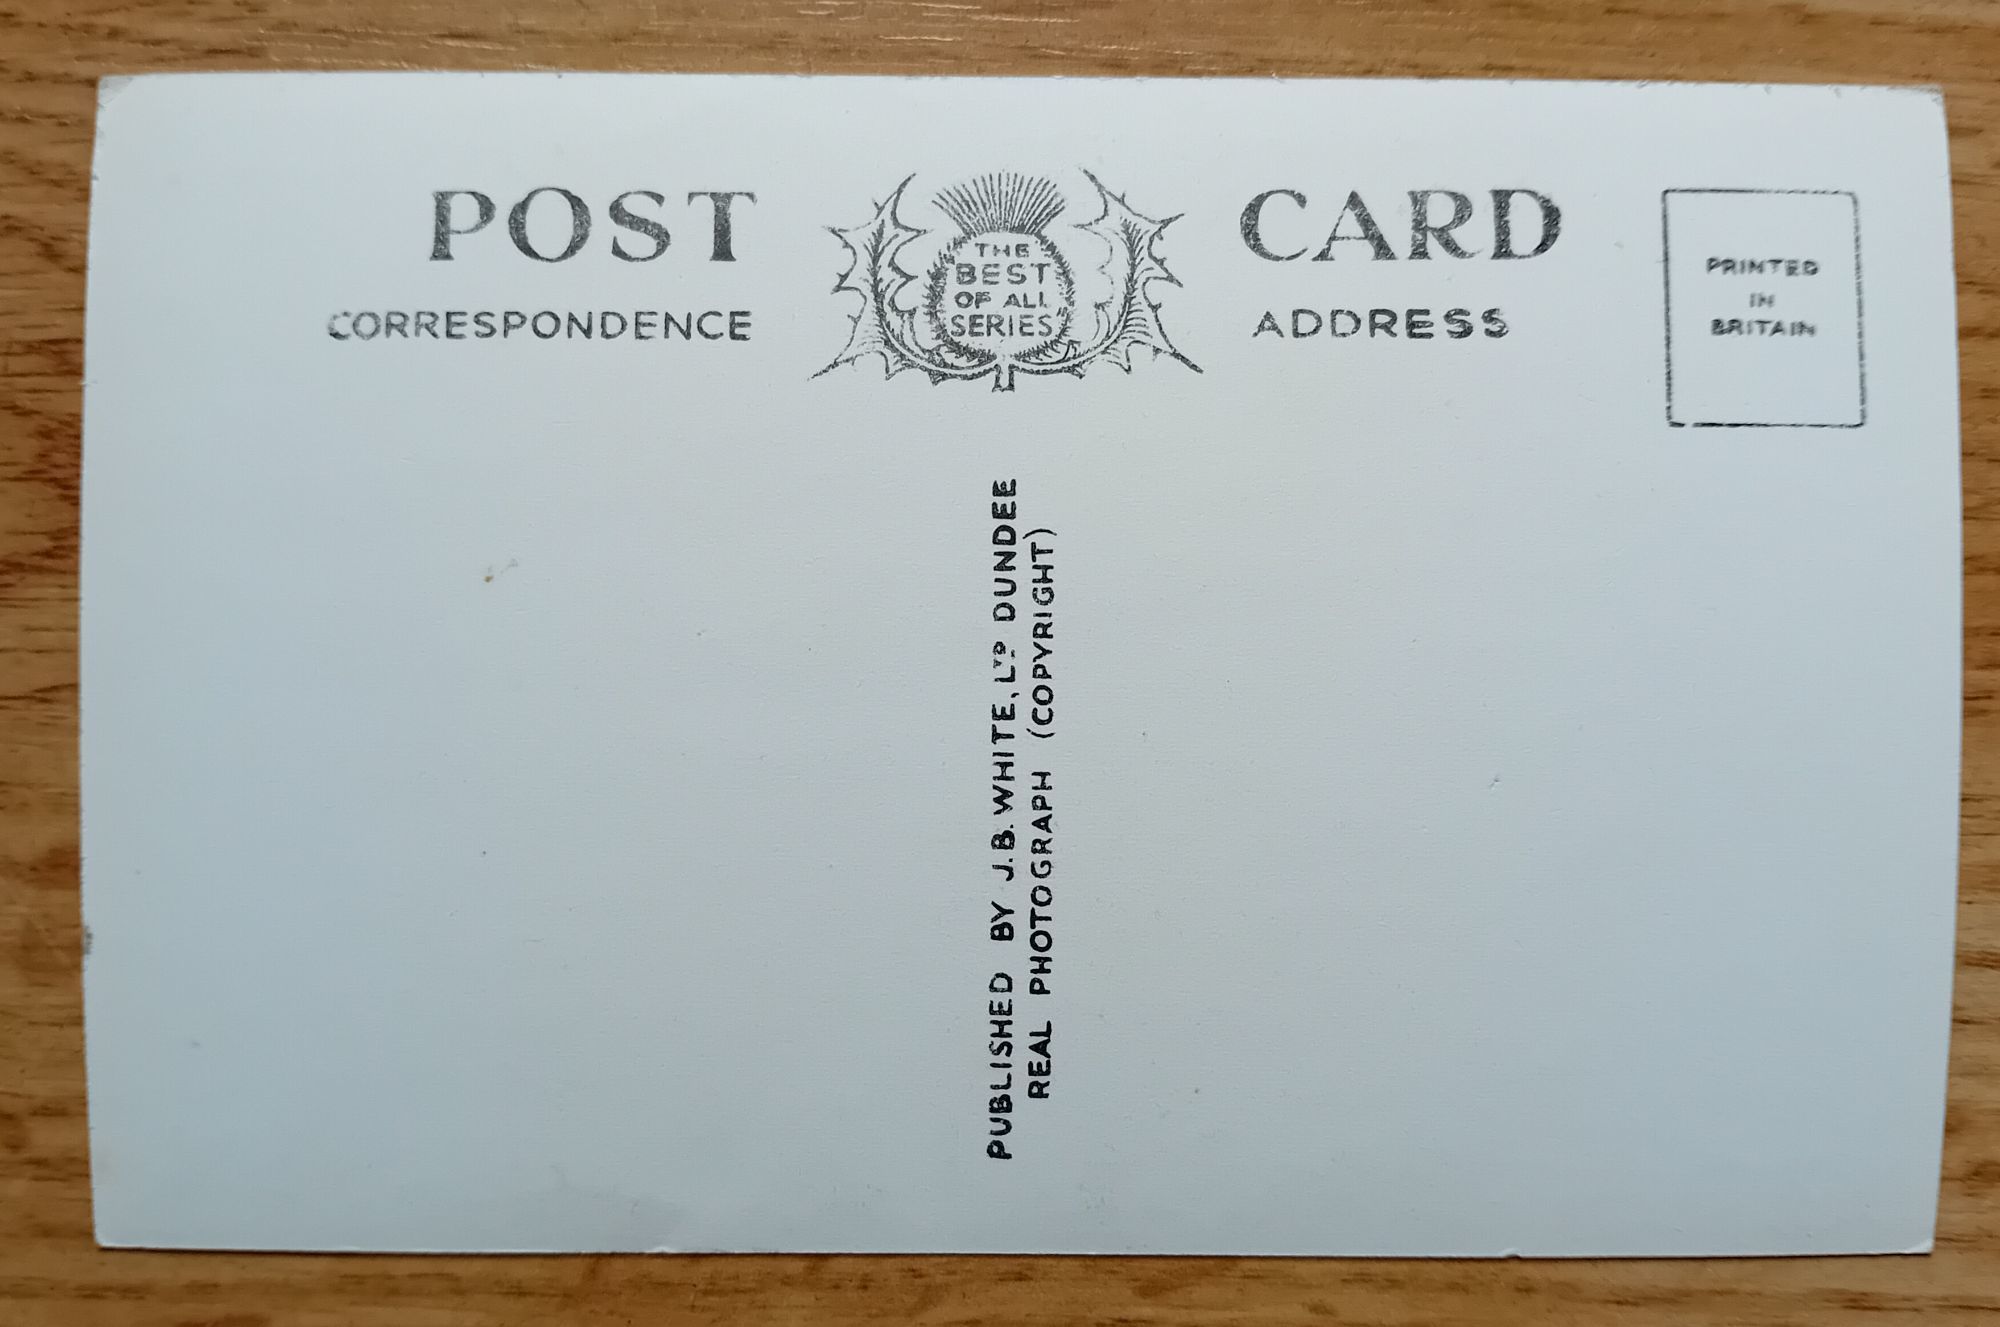 POST CARD
THE
BEST
OF ALL
SERIES
CORRESPONDENCE
ADDRESS
PRINTED
IN
BRITAIN
PUBLISHED BY J.B. WHITE, LTD DUNDEE
REAL PHOTOGRAPH (COPYRIGHT)